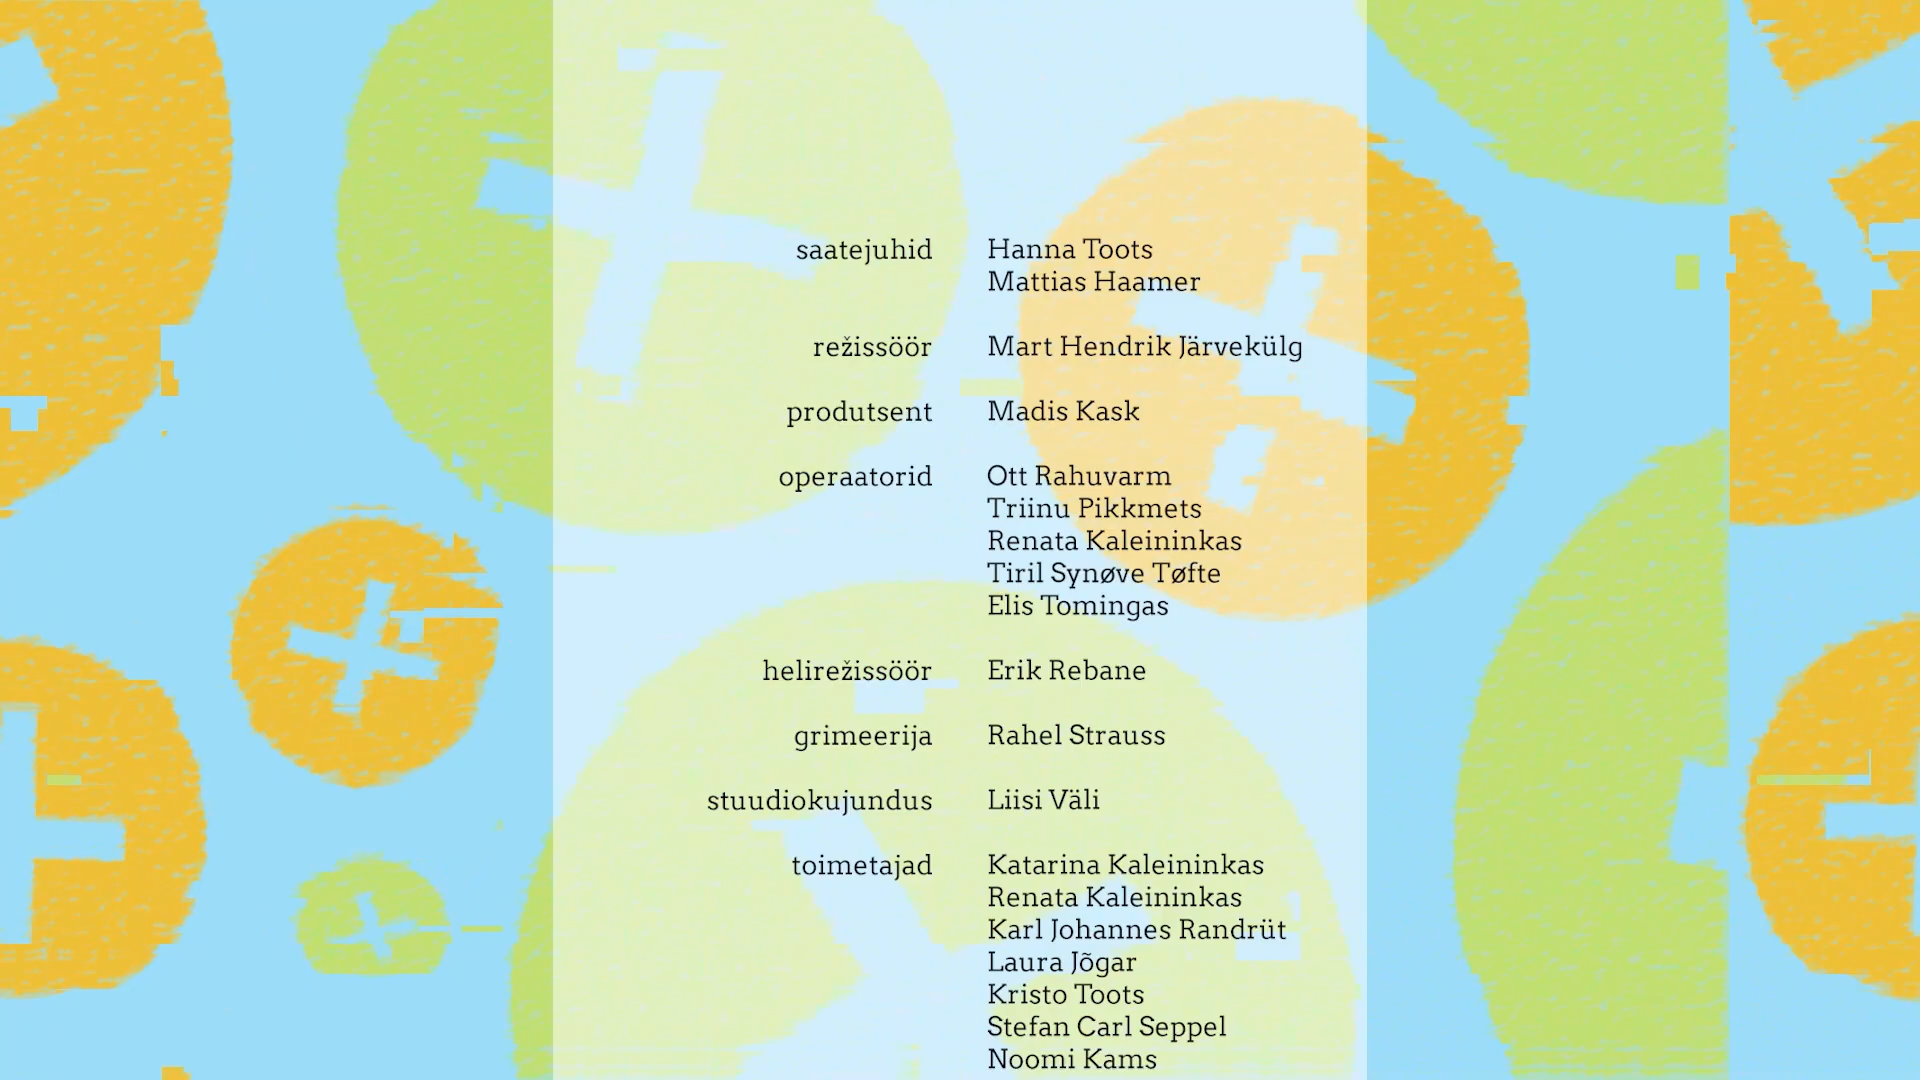 saatejuhid Hanna Toots
Mattias Haamer
režissöör Mart Hendrik Järvekülg
produtsent Madis Kask
operaatorid Ott Rahuvarm
Triinu Pikkmets
Renata Kaleininkas
Tiril Synøve Tøfte
Elis Tomingas
helirežissöör Erik Rebane
grimeerija Rahel Strauss
stuudiokujundus Liisi Väli
toimetajad Katarina Kaleininkas
Renata Kaleininkas
Karl Johannes Randrüt
Laura Jõgar
Kristo Toots
Stefan Carl Seppel
Noomi Kams